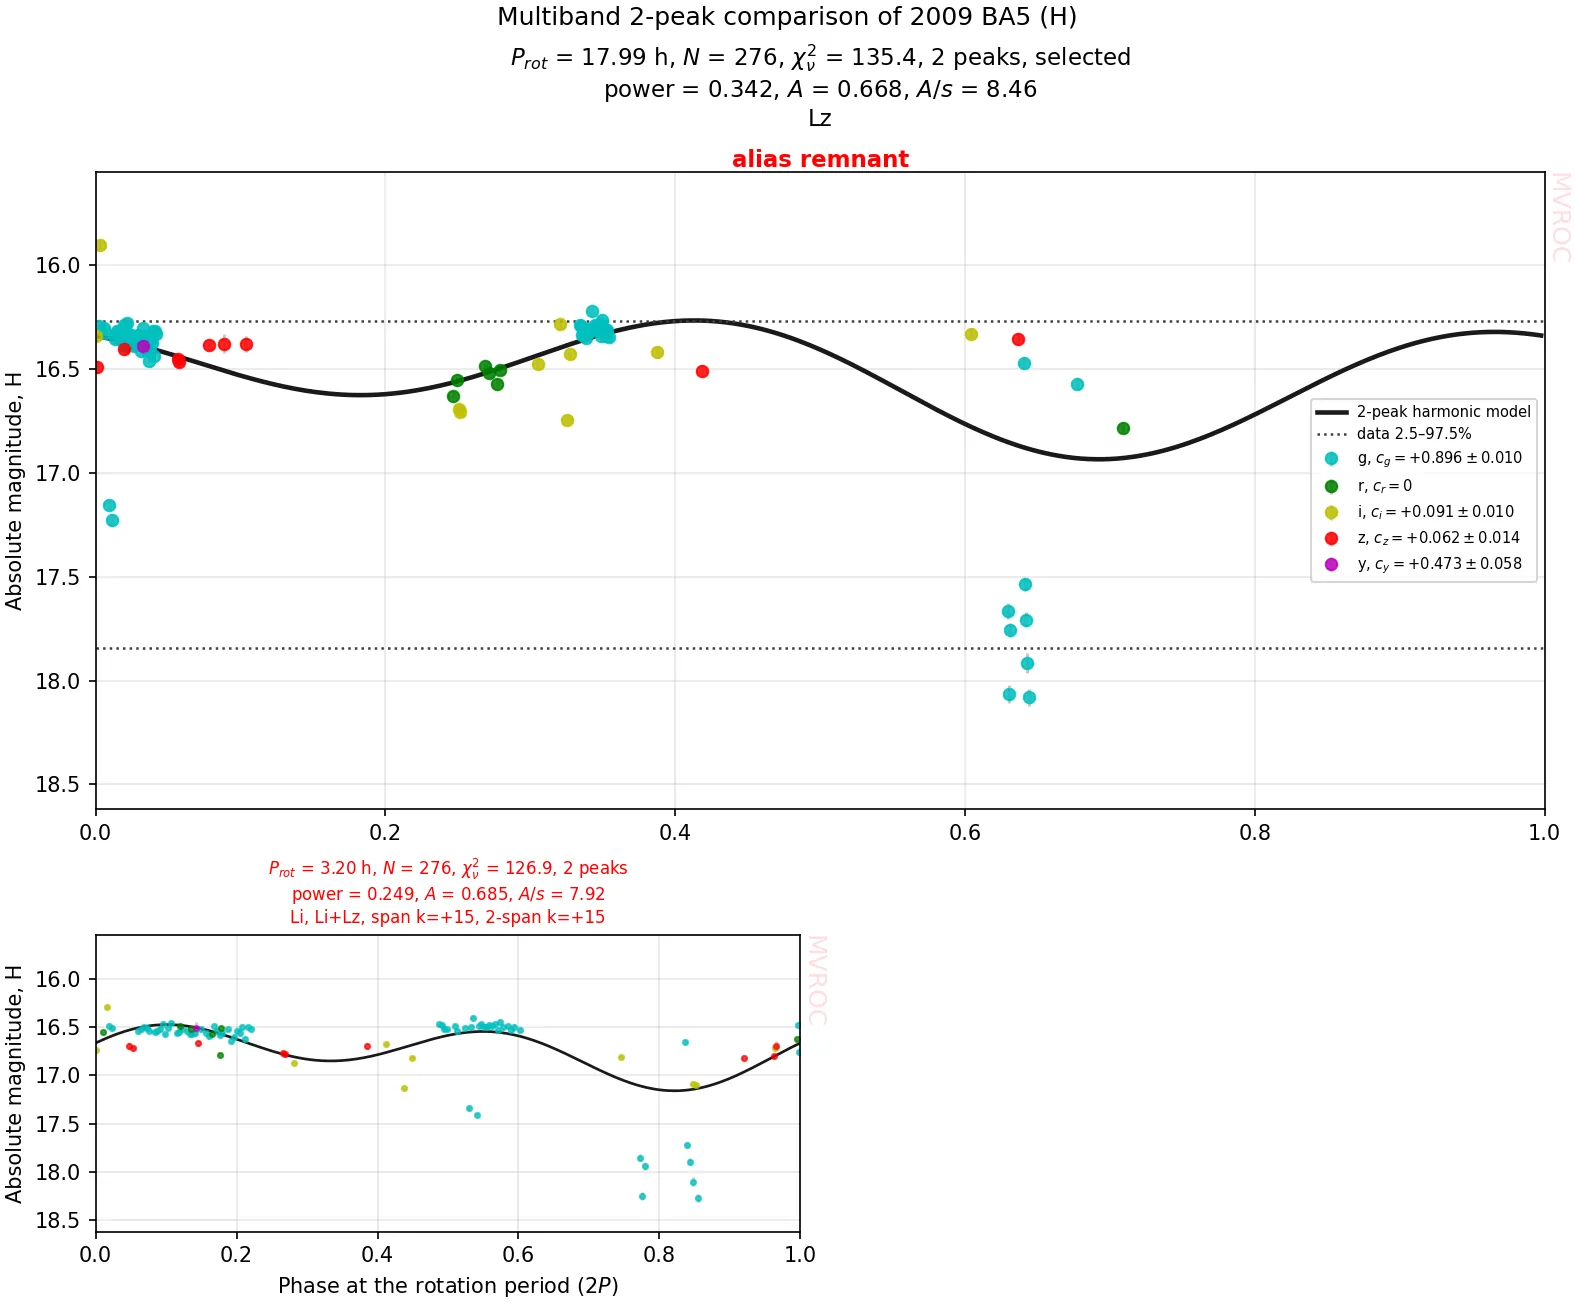 Multiband 2-peak comparison of 2009 BA5 (H)
P_rot = 17.99 h, N = 276, χ²_ν = 135.4, 2 peaks, selected
power = 0.342, A = 0.668, A/s = 8.46
Lz
alias remnant
MVROC
Absolute magnitude, H
16.0
16.5
17.0
17.5
18.0
18.5
0.0 0.2 0.4 0.6 0.8 1.0
2-peak harmonic model
data 2.5–97.5%
g, c_g = +0.896 ± 0.010
r, c_r = 0
i, c_i = +0.091 ± 0.010
z, c_z = +0.062 ± 0.014
y, c_y = +0.473 ± 0.058
P_rot = 3.20 h, N = 276, χ²_ν = 126.9, 2 peaks
power = 0.249, A = 0.685, A/s = 7.92
Li, Li+Lz, span k=+15, 2-span k=+15
MVROC
Absolute magnitude, H
16.0
16.5
17.0
17.5
18.0
18.5
0.0 0.2 0.4 0.6 0.8 1.0
Phase at the rotation period (2P)